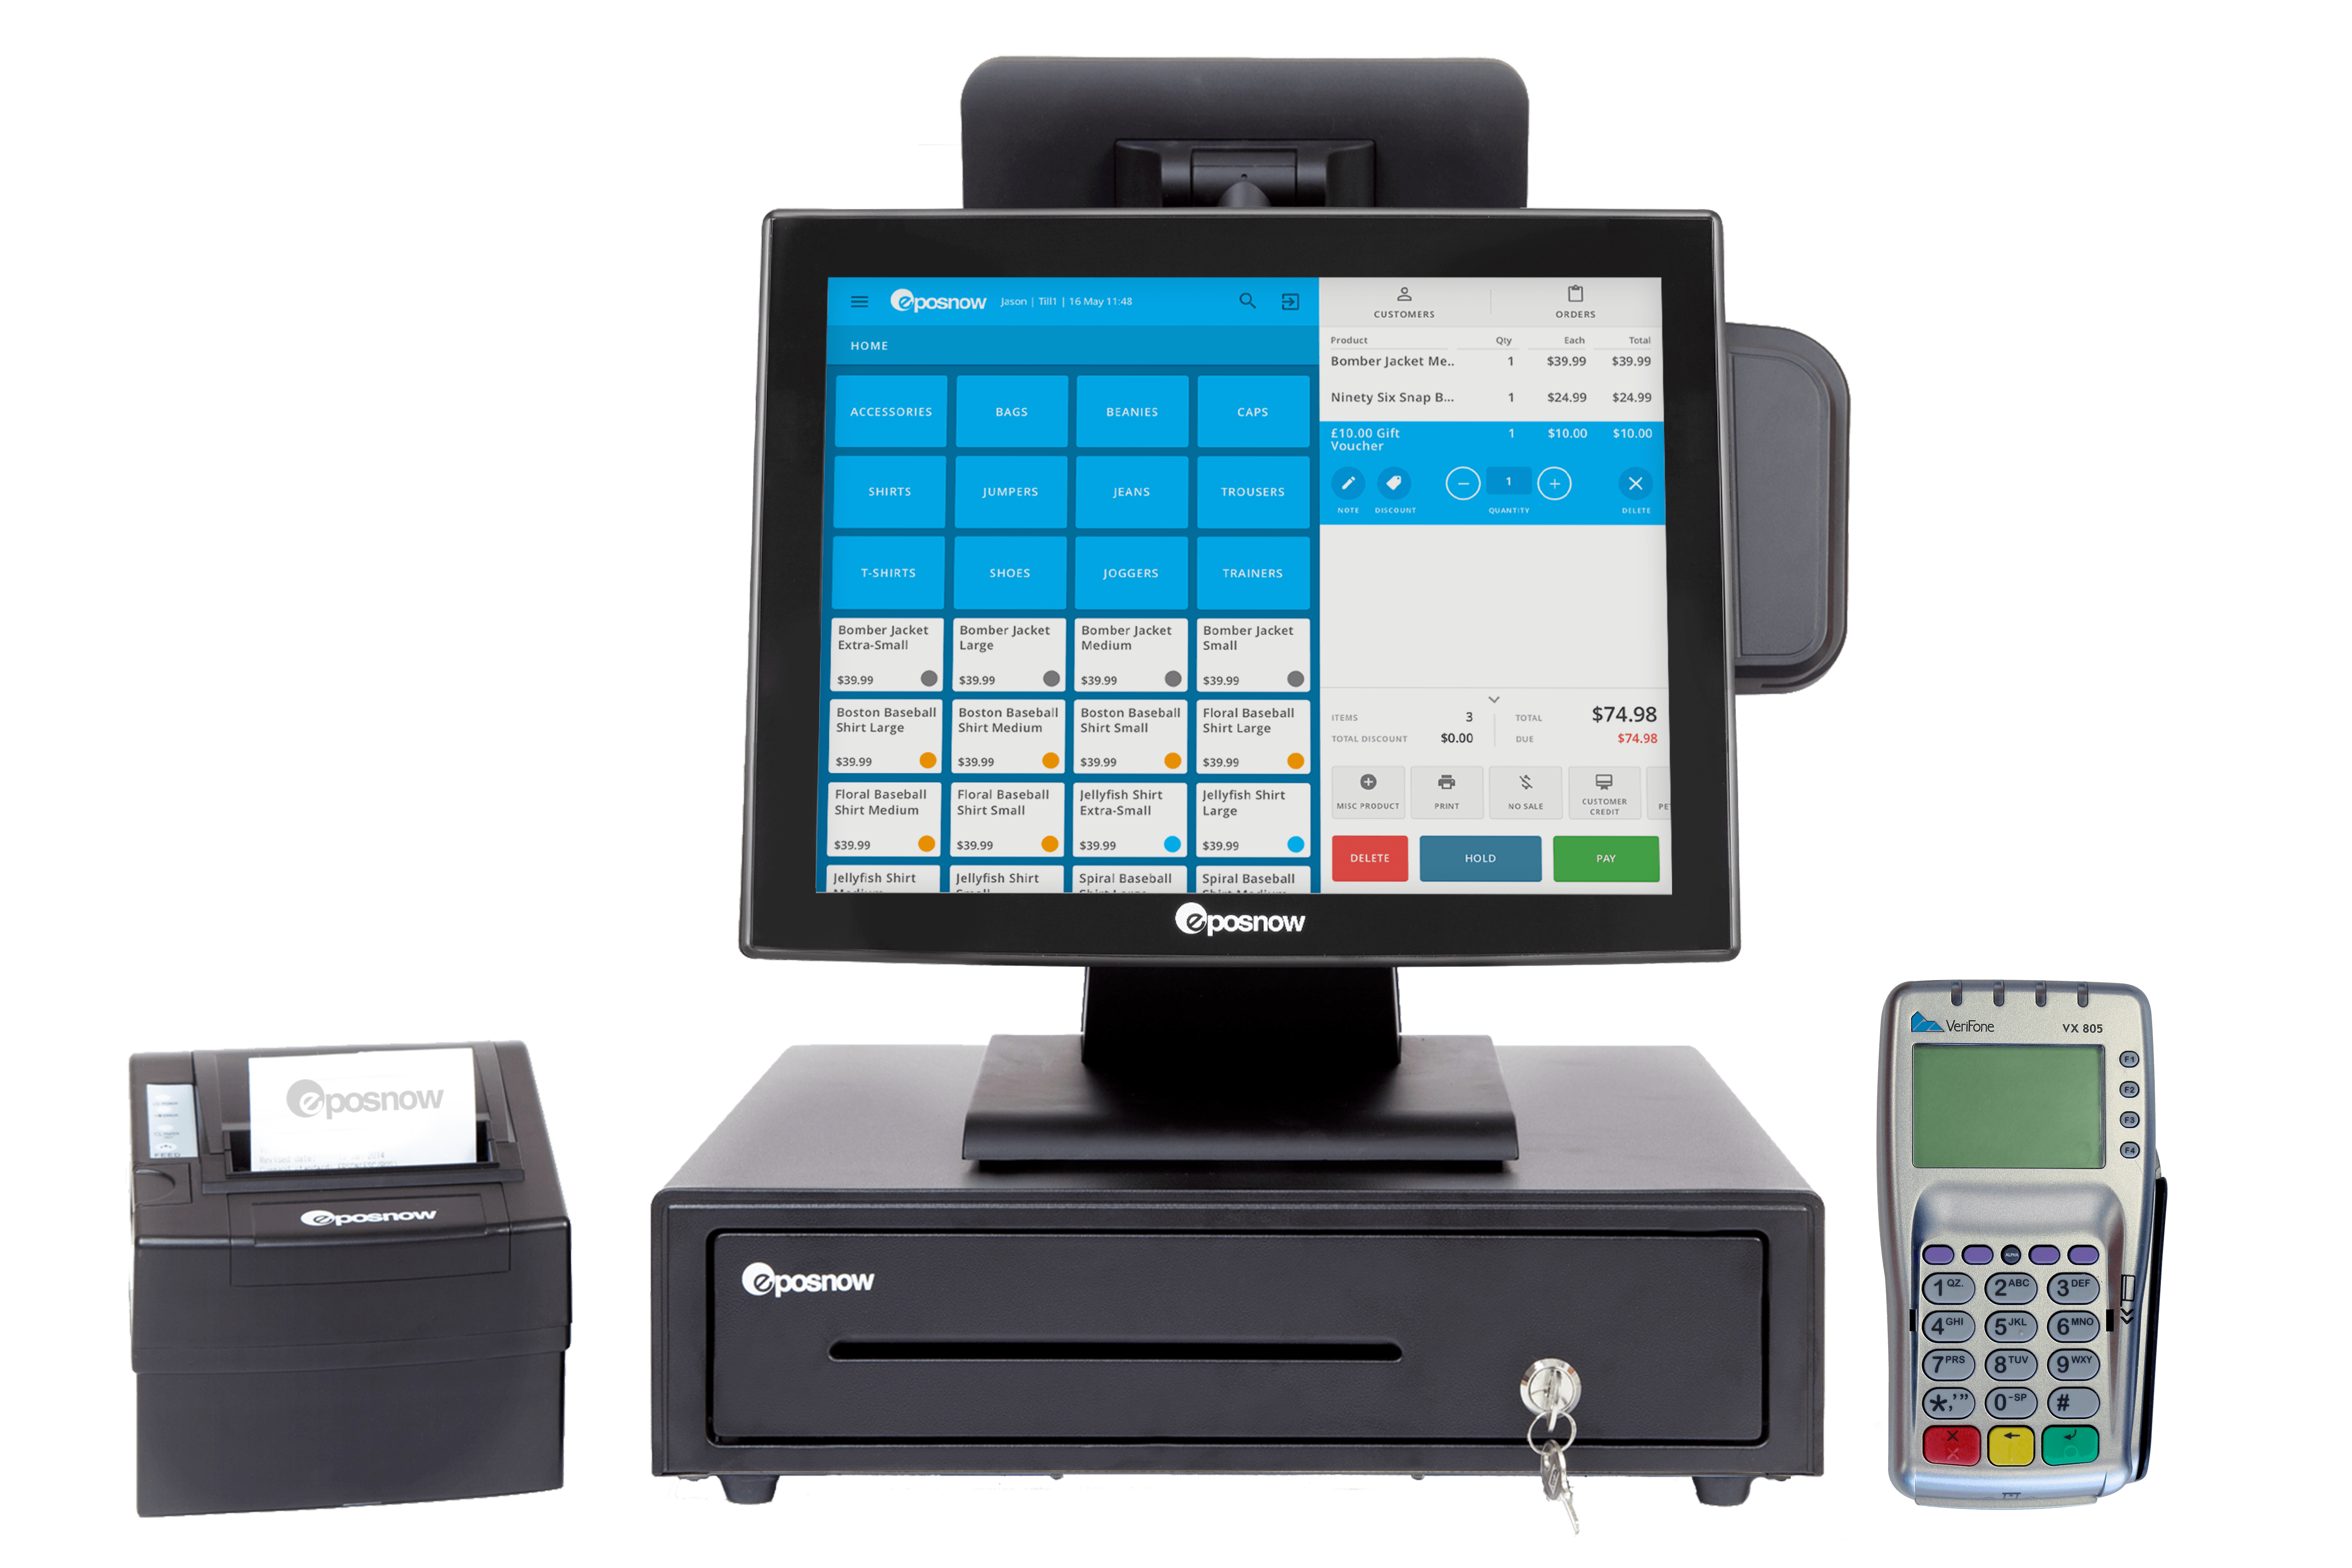 eposnow Jason | Till1 | 16 May 11:48
HOME
ACCESSORIES BAGS BEANIES CAPS
SHIRTS JUMPERS JEANS TROUSERS
T-SHIRTS SHOES JOGGERS TRAINERS
Bomber Jacket Extra-Small
$39.99
Bomber Jacket Large
$39.99
Bomber Jacket Medium
$39.99
Bomber Jacket Small
$39.99
Boston Baseball Shirt Large
$39.99
Boston Baseball Shirt Medium
$39.99
Boston Baseball Shirt Small
$39.99
Floral Baseball Shirt Large
$39.99
Floral Baseball Shirt Medium
$39.99
Floral Baseball Shirt Small
$39.99
Jellyfish Shirt Extra-Small
$39.99
Jellyfish Shirt Large
$39.99
Jellyfish Shirt
Jellyfish Shirt
Spiral Baseball
Spiral Baseball
CUSTOMERS ORDERS
Product Qty Each Total
Bomber Jacket Me.. 1 $39.99 $39.99
Ninety Six Snap B... 1 $24.99 $24.99
£10.00 Gift Voucher 1 $10.00 $10.00
1
NOTE DISCOUNT QUANTITY DELETE
ITEMS 3 TOTAL $74.98
TOTAL DISCOUNT $0.00 DUE $74.98
MISC PRODUCT PRINT NO SALE CUSTOMER CREDIT PE
DELETE HOLD PAY
eposnow
eposnow
FEED
eposnow
eposnow
VeriFone VX 805
F1
F2
F3
F4
ALPHA
1 QZ. 2 ABC 3 DEF
4 GHI 5 JKL 6 MNO
7 PRS 8 TUV 9 WXY
*,'" 0 -SP #